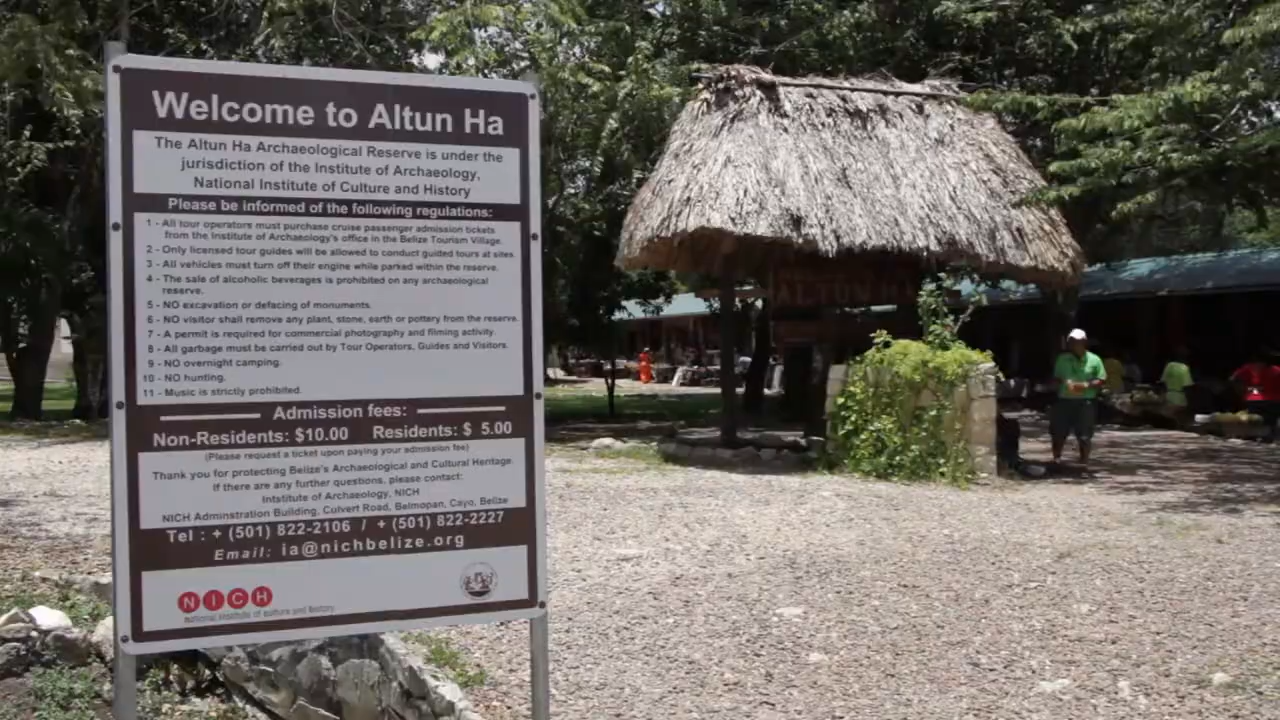 Welcome to Altun Ha
The Altun Ha Archaeological Reserve is under the
jurisdiction of the Institute of Archaeology,
National Institute of Culture and History
Please be informed of the following regulations:
1 - All tour operators must purchase cruise passenger admission tickets
from the Institute of Archaeology's office in the Belize Tourism Village.
2 - Only licensed tour guides will be allowed to conduct guided tours at sites.
3 - All vehicles must turn off their engine while parked within the reserve.
4 - The sale of alcoholic beverages is prohibited on any archaeological
reserve.
5 - NO excavation or defacing of monuments.
6 - NO visitor shall remove any plant, stone, earth or pottery from the reserve.
7 - A permit is required for commercial photography and filming activity.
8 - All garbage must be carried out by Tour Operators, Guides and Visitors.
9 - NO overnight camping.
10 - NO hunting.
11 - Music is strictly prohibited.
Admission fees:
Non-Residents: $10.00 Residents: $ 5.00
(Please request a ticket upon paying your admission fee)
Thank you for protecting Belize's Archaeological and Cultural Heritage.
If there are any further questions, please contact:
Institute of Archaeology, NICH
NICH Adminstration Building, Culvert Road, Belmopan, Cayo, Belize
Tel : + (501) 822-2106 / + (501) 822-2227
Email: ia@nichbelize.org
NICH
national institute of culture and history
ALTUN